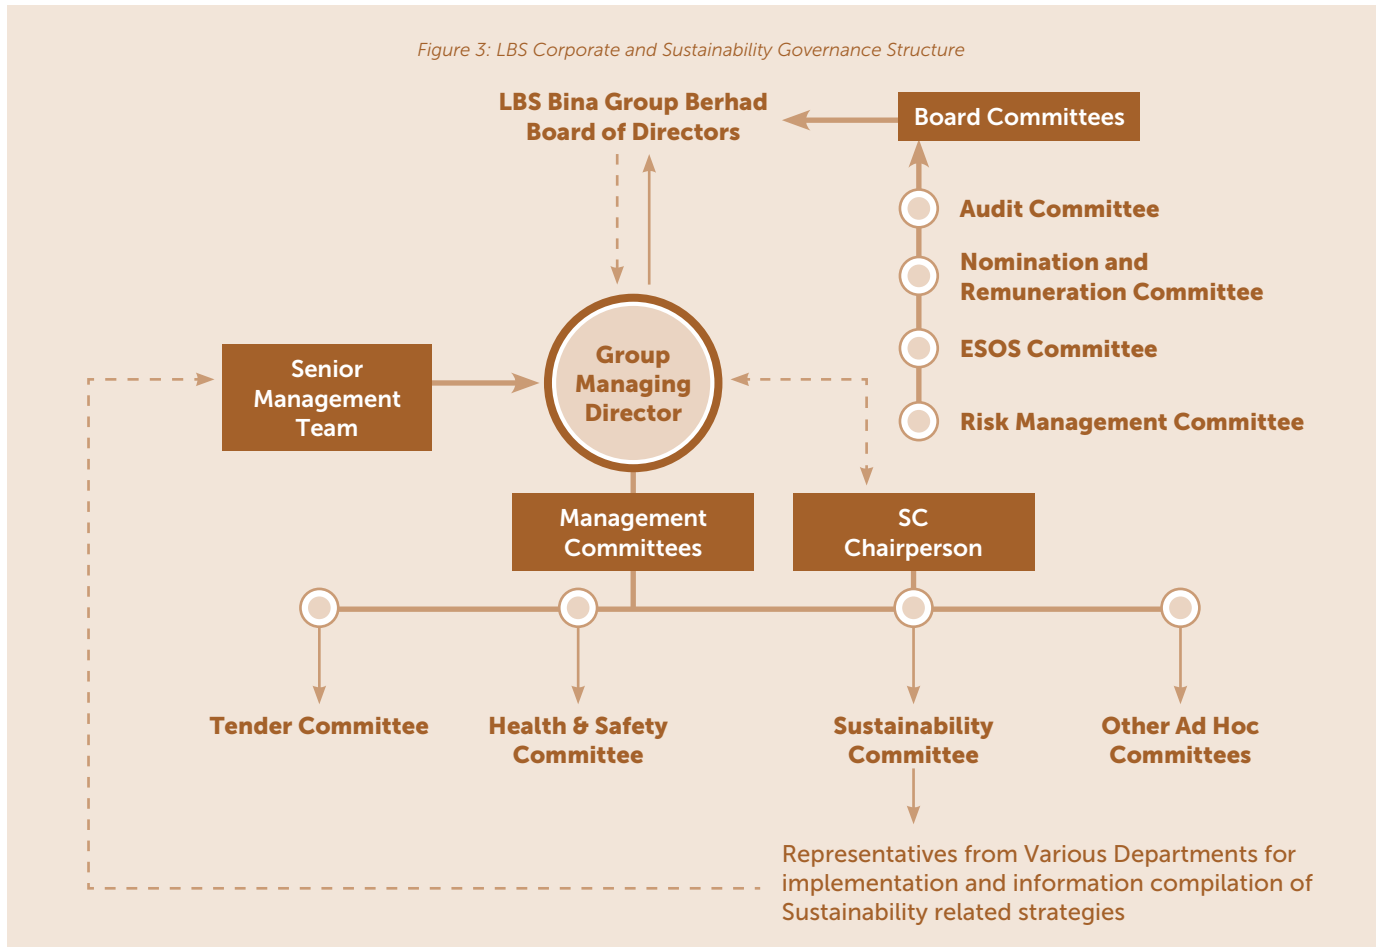 Figure 3: LBS Corporate and Sustainability Governance Structure
LBS Bina Group Berhad
Board of Directors
Board Committees
Audit Committee
Nomination and
Remuneration Committee
ESOS Committee
Risk Management Committee
Senior
Management
Team
Group
Managing
Director
Management
Committees
SC
Chairperson
Tender Committee
Health & Safety
Committee
Sustainability
Committee
Other Ad Hoc
Committees
Representatives from Various Departments for
implementation and information compilation of
Sustainability related strategies